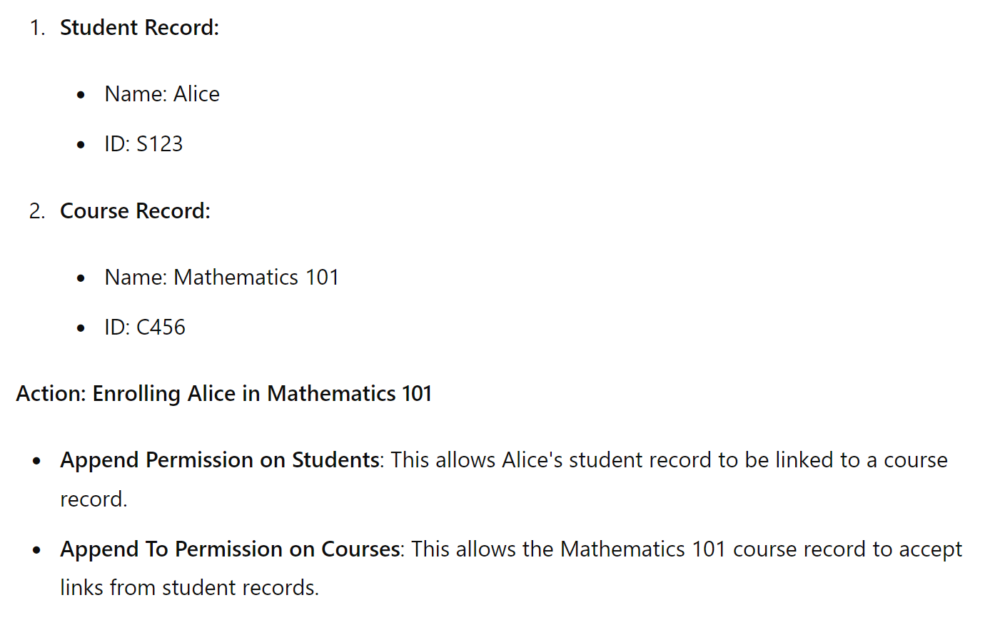 1. Student Record:
• Name: Alice
• ID: S123
2. Course Record:
• Name: Mathematics 101
• ID: C456
Action: Enrolling Alice in Mathematics 101
• Append Permission on Students: This allows Alice's student record to be linked to a course
record.
• Append To Permission on Courses: This allows the Mathematics 101 course record to accept
links from student records.